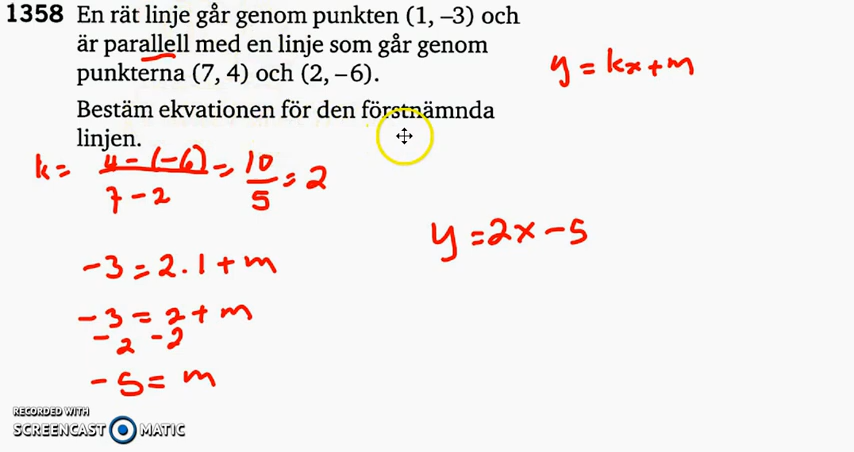 1358 En rät linje går genom punkten (1, –3) och
är parallell med en linje som går genom
punkterna (7, 4) och (2, –6).
y = kx + m
Bestäm ekvationen för den förstnämnda
linjen.
k = 4 - (-6) / 7 - 2 = 10 / 5 = 2
y = 2x - 5
-3 = 2 . 1 + m
-3 = 2 + m
-2 -2
-5 = m
RECORDED WITH
SCREENCAST MATIC